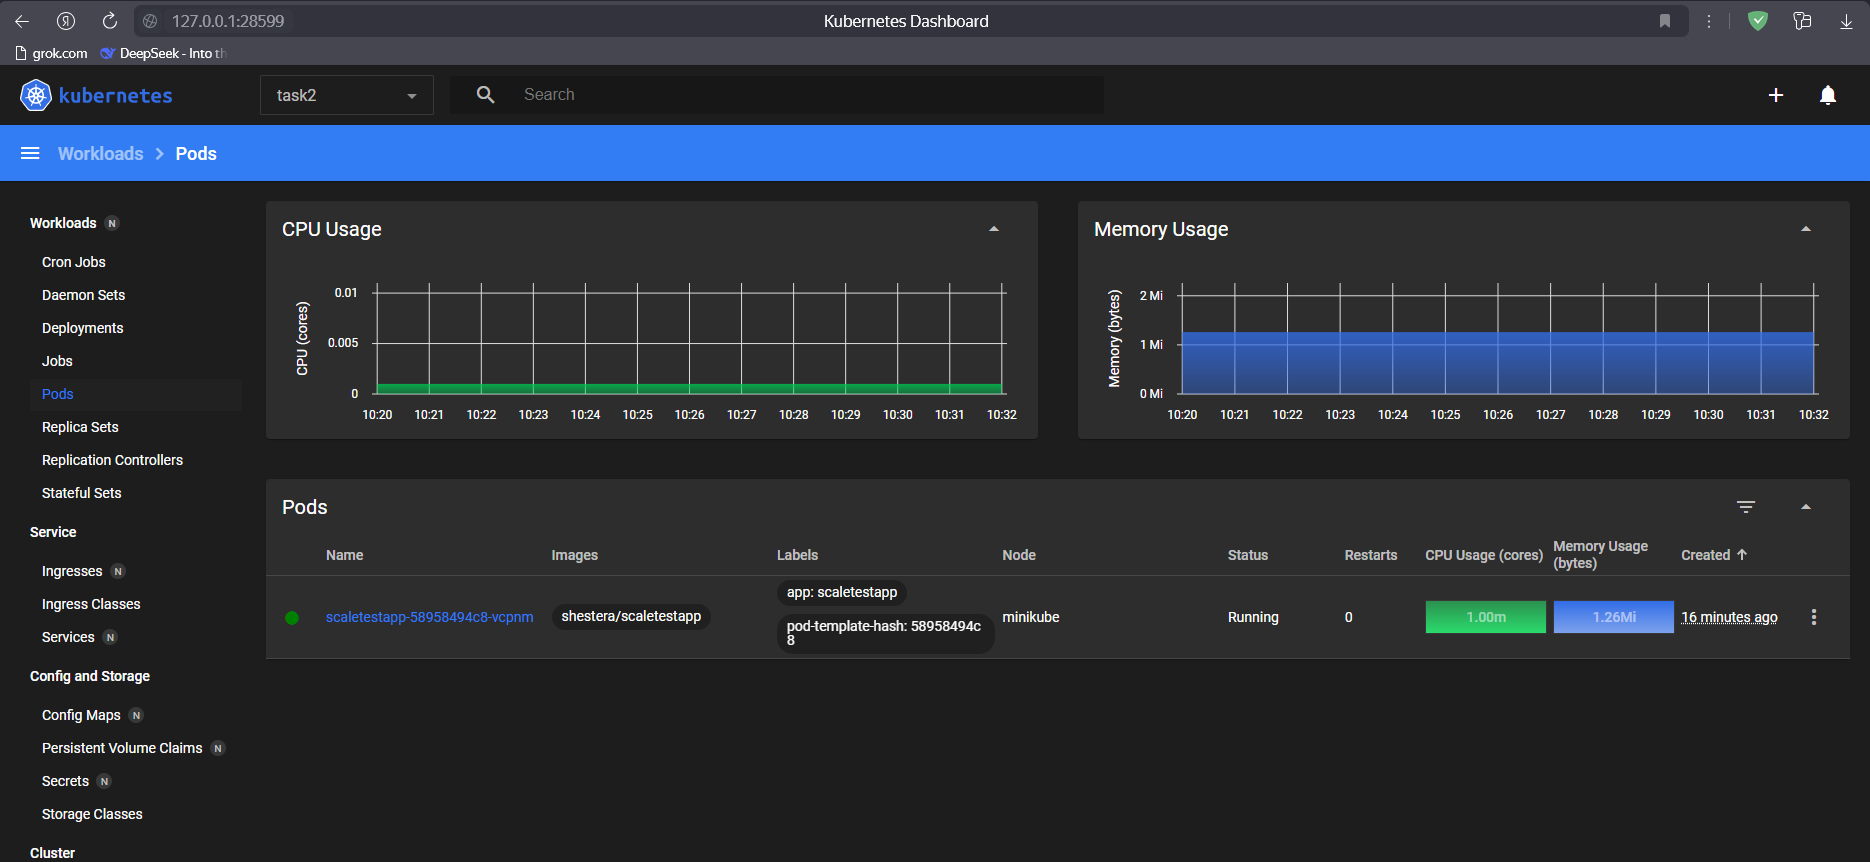 127.0.0.1:28599
Kubernetes Dashboard
grok.com
DeepSeek - Into th
kubernetes
task2
Search
Workloads
Pods
Workloads N
Cron Jobs
Daemon Sets
Deployments
Jobs
Pods
Replica Sets
Replication Controllers
Stateful Sets
Service
Ingresses N
Ingress Classes
Services N
Config and Storage
Config Maps N
Persistent Volume Claims N
Secrets N
Storage Classes
Cluster
CPU Usage
CPU (cores)
0.01
0.005
0
10:20 10:21 10:22 10:23 10:24 10:25 10:26 10:27 10:28 10:29 10:30 10:31 10:32
Memory Usage
Memory (bytes)
2 Mi
1 Mi
0 Mi
10:20 10:21 10:22 10:23 10:24 10:25 10:26 10:27 10:28 10:29 10:30 10:31 10:32
Pods
Name
Images
Labels
Node
Status
Restarts
CPU Usage (cores)
Memory Usage
(bytes)
Created
scaletestapp-58958494c8-vcpnm
shestera/scaletestapp
app: scaletestapp
pod-template-hash: 58958494c
8
minikube
Running
0
1.00m
1.26Mi
16 minutes ago